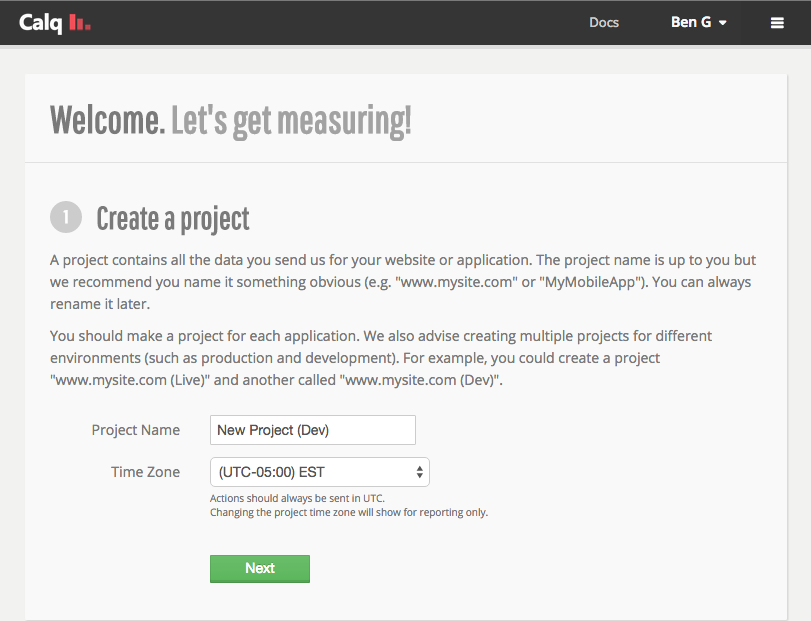 Calq
Docs
Ben G
Welcome. Let's get measuring!
1
Create a project
A project contains all the data you send us for your website or application. The project name is up to you but
we recommend you name it something obvious (e.g. "www.mysite.com" or "MyMobileApp"). You can always
rename it later.
You should make a project for each application. We also advise creating multiple projects for different
environments (such as production and development). For example, you could create a project
"www.mysite.com (Live)" and another called "www.mysite.com (Dev)".
Project Name
New Project (Dev)
Time Zone
(UTC-05:00) EST
Actions should always be sent in UTC.
Changing the project time zone will show for reporting only.
Next